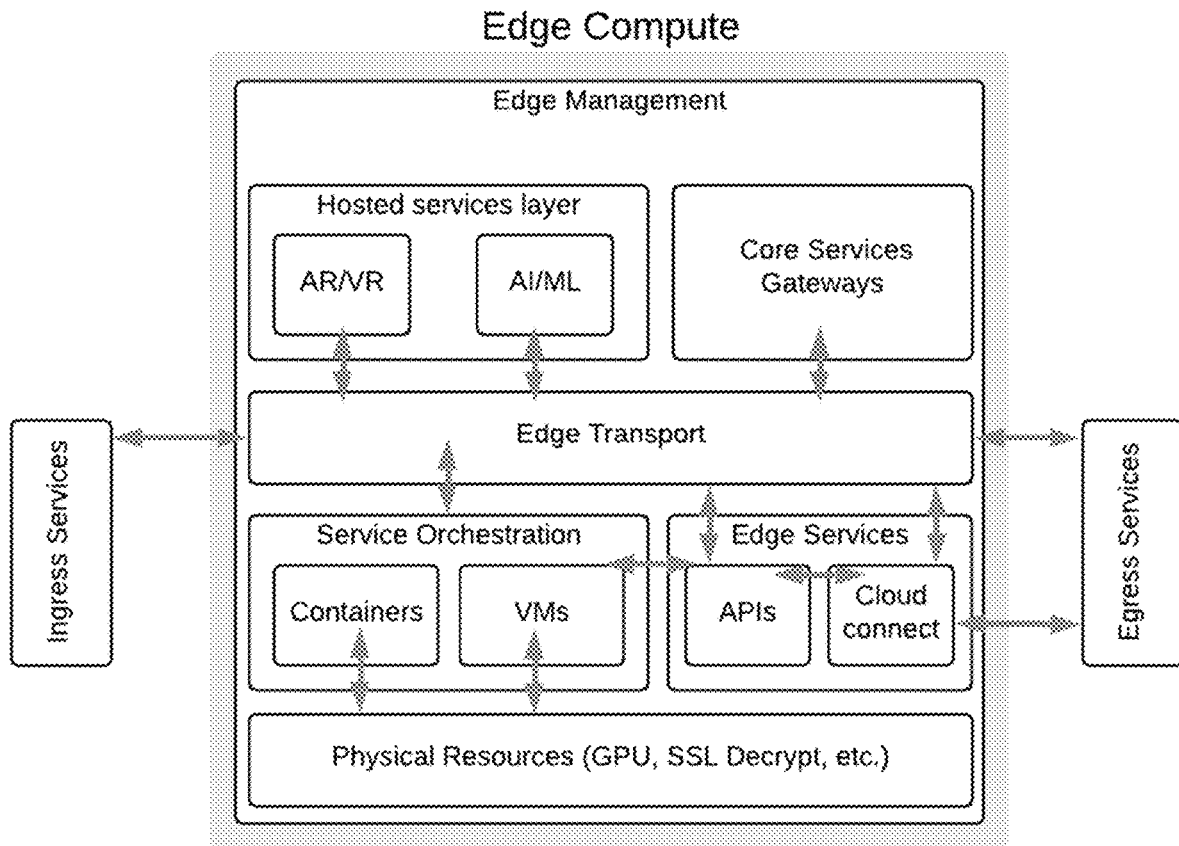 Edge Compute
Edge Management
Hosted services layer
AR/VR
AI/ML
Core Services
Gateways
Edge Transport
Ingress Services
Egress Services
Service Orchestration
Containers
VMs
Edge Services
APIs
Cloud
connect
Physical Resources (GPU, SSL Decrypt, etc.)